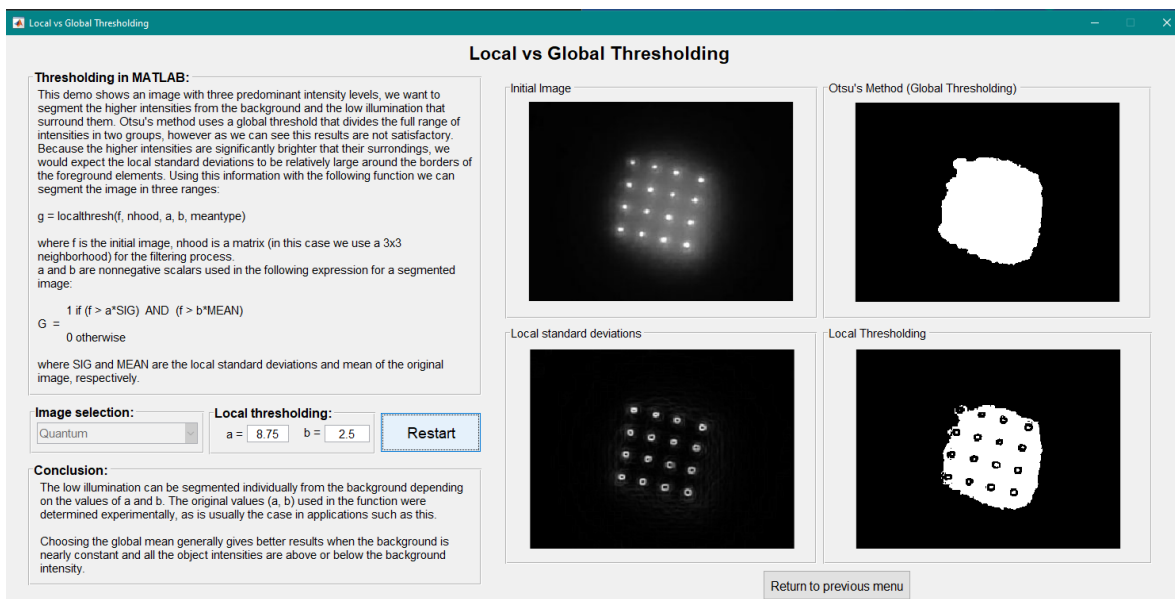 Local vs Global Thresholding
Local vs Global Thresholding
Thresholding in MATLAB:
This demo shows an image with three predominant intensity levels, we want to
segment the higher intensities from the background and the low illumination that
surround them. Otsu's method uses a global threshold that divides the full range of
intensities in two groups, however as we can see this results are not satisfactory.
Because the higher intensities are significantly brighter that their surrondings, we
would expect the local standard deviations to be relatively large around the borders of
the foreground elements. Using this information with the following function we can
segment the image in three ranges:
g = localthresh(f, nhood, a, b, meantype)
where f is the initial image, nhood is a matrix (in this case we use a 3x3
neighborhood) for the filtering process.
a and b are nonnegative scalars used in the following expression for a segmented
image:
1 if (f > a*SIG) AND (f > b*MEAN)
G =
0 otherwise
where SIG and MEAN are the local standard deviations and mean of the original
image, respectively.
Image selection:
Quantum
Local thresholding:
a = 8.75 b = 2.5
Restart
Conclusion:
The low illumination can be segmented individually from the background depending
on the values of a and b. The original values (a, b) used in the function were
determined experimentally, as is usually the case in applications such as this.
Choosing the global mean generally gives better results when the background is
nearly constant and all the object intensities are above or below the background
intensity.
Initial Image
Otsu's Method (Global Thresholding)
Local standard deviations
Local Thresholding
Return to previous menu